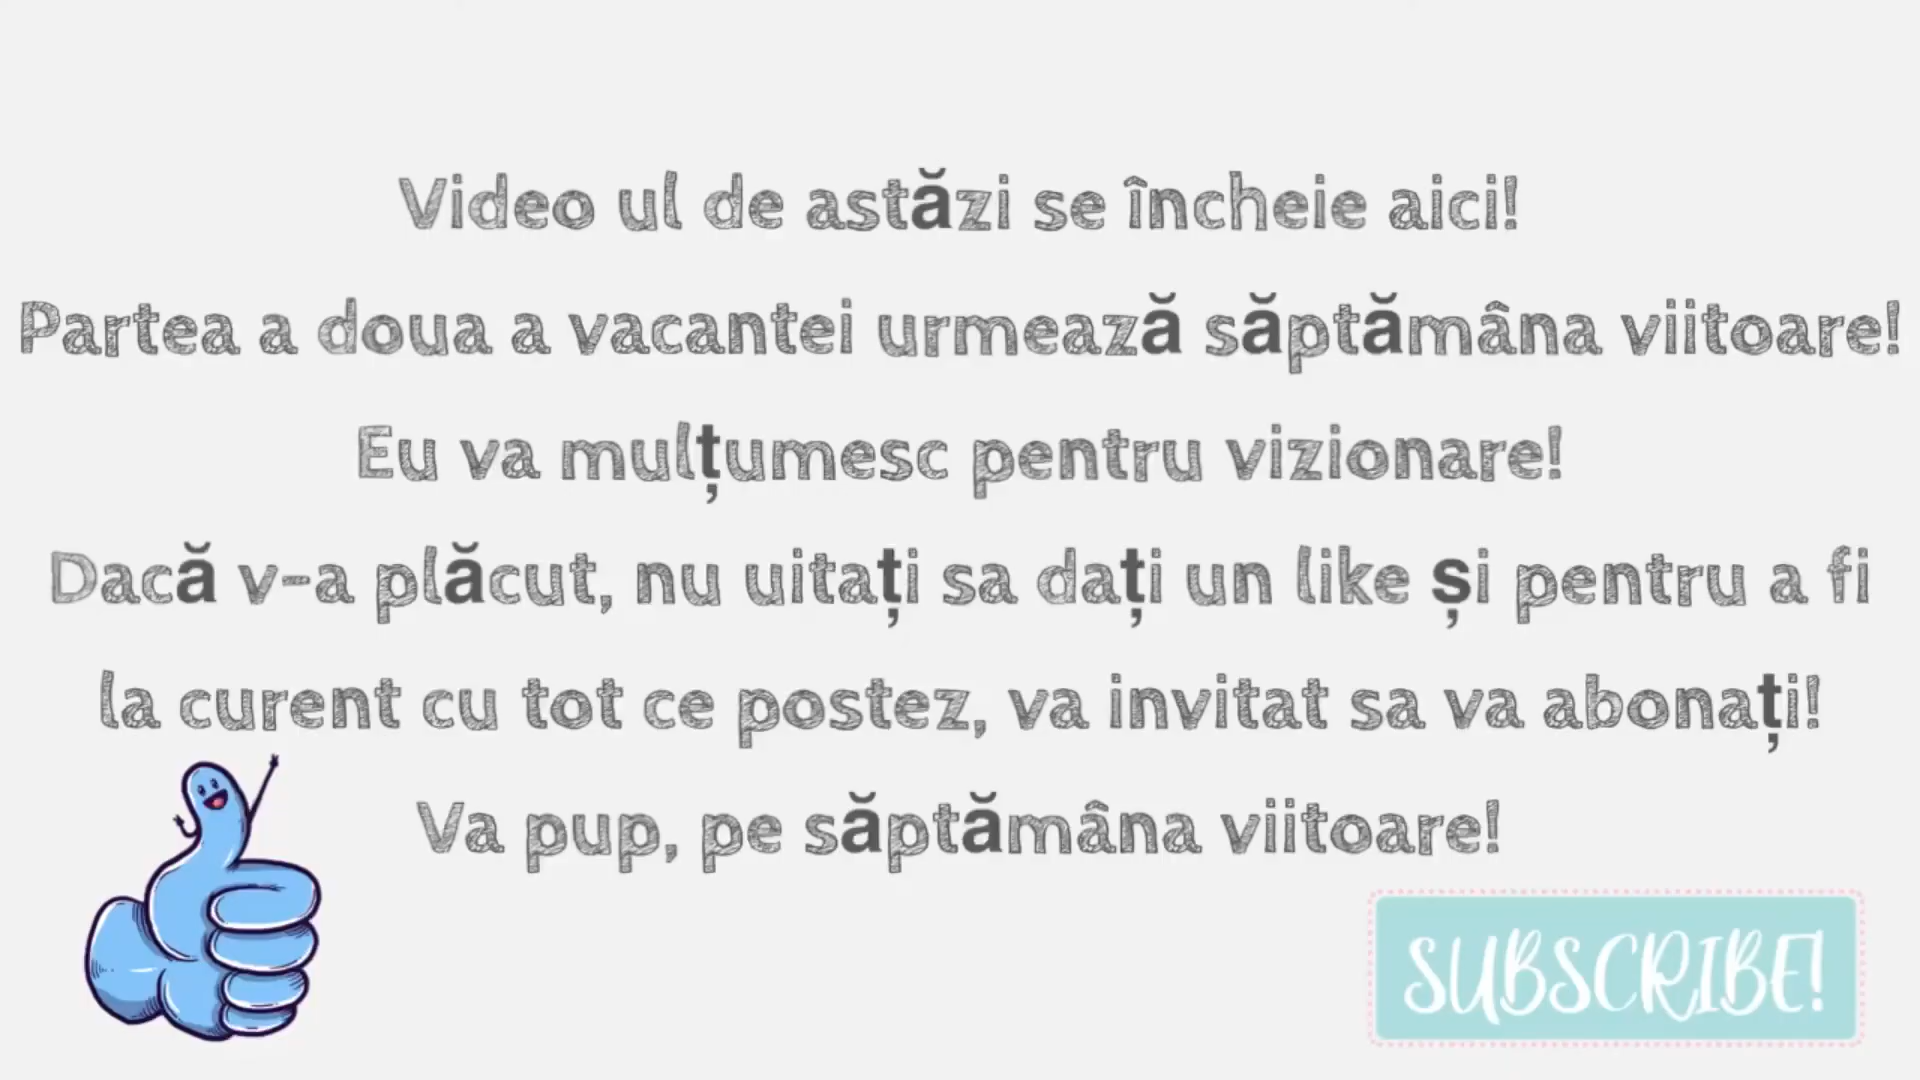 Video ul de astăzi se încheie aici!
Partea a doua a vacantei urmează săptămâna viitoare!
Eu va mulțumesc pentru vizionare!
Dacă v-a plăcut, nu uitați sa dați un like și pentru a fi
la curent cu tot ce postez, va invitat sa va abonați!
Va pup, pe săptămâna viitoare!
SUBSCRIBE!